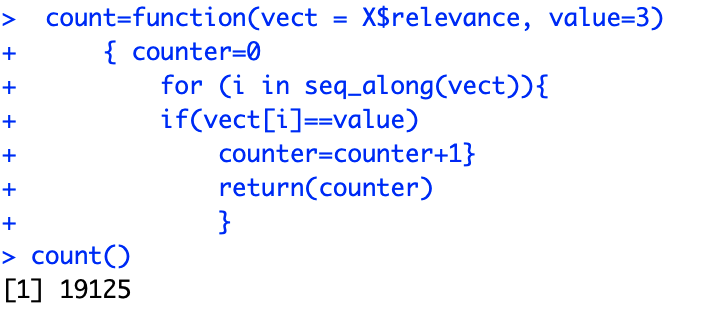 >  count=function(vect = X$relevance, value=3)
+      { counter=0
+          for (i in seq_along(vect)){
+          if(vect[i]==value)
+              counter=counter+1}
+              return(counter)
+              }
> count()
[1] 19125